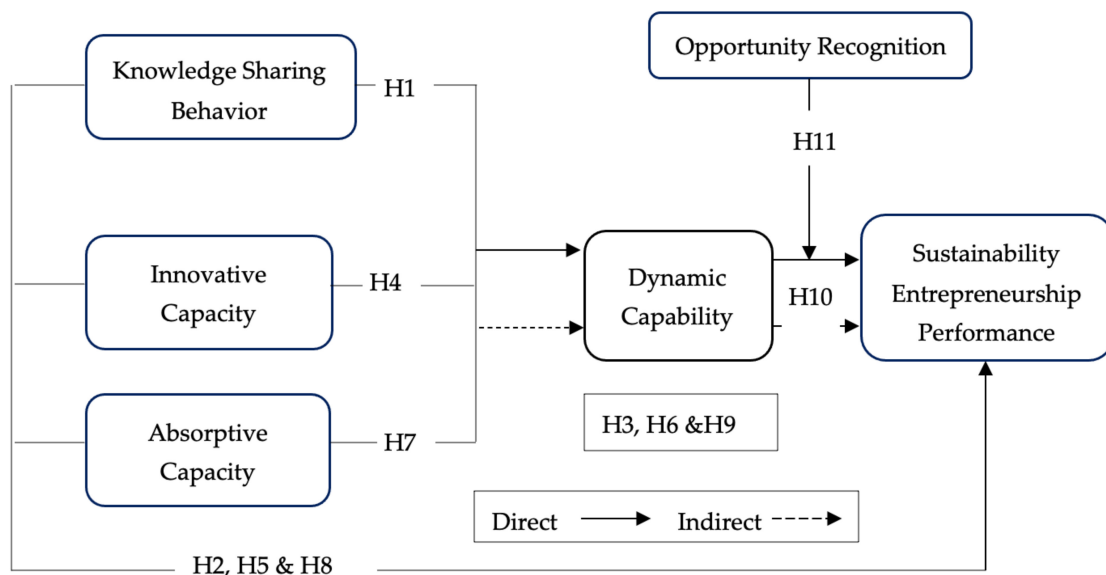 Opportunity Recognition
Knowledge Sharing
Behavior
H1
H11
Innovative
Capacity
H4
Dynamic
Capability
H10
Sustainability
Entrepreneurship
Performance
Absorptive
Capacity
H7
H3, H6 &H9
Direct
Indirect
H2, H5 & H8